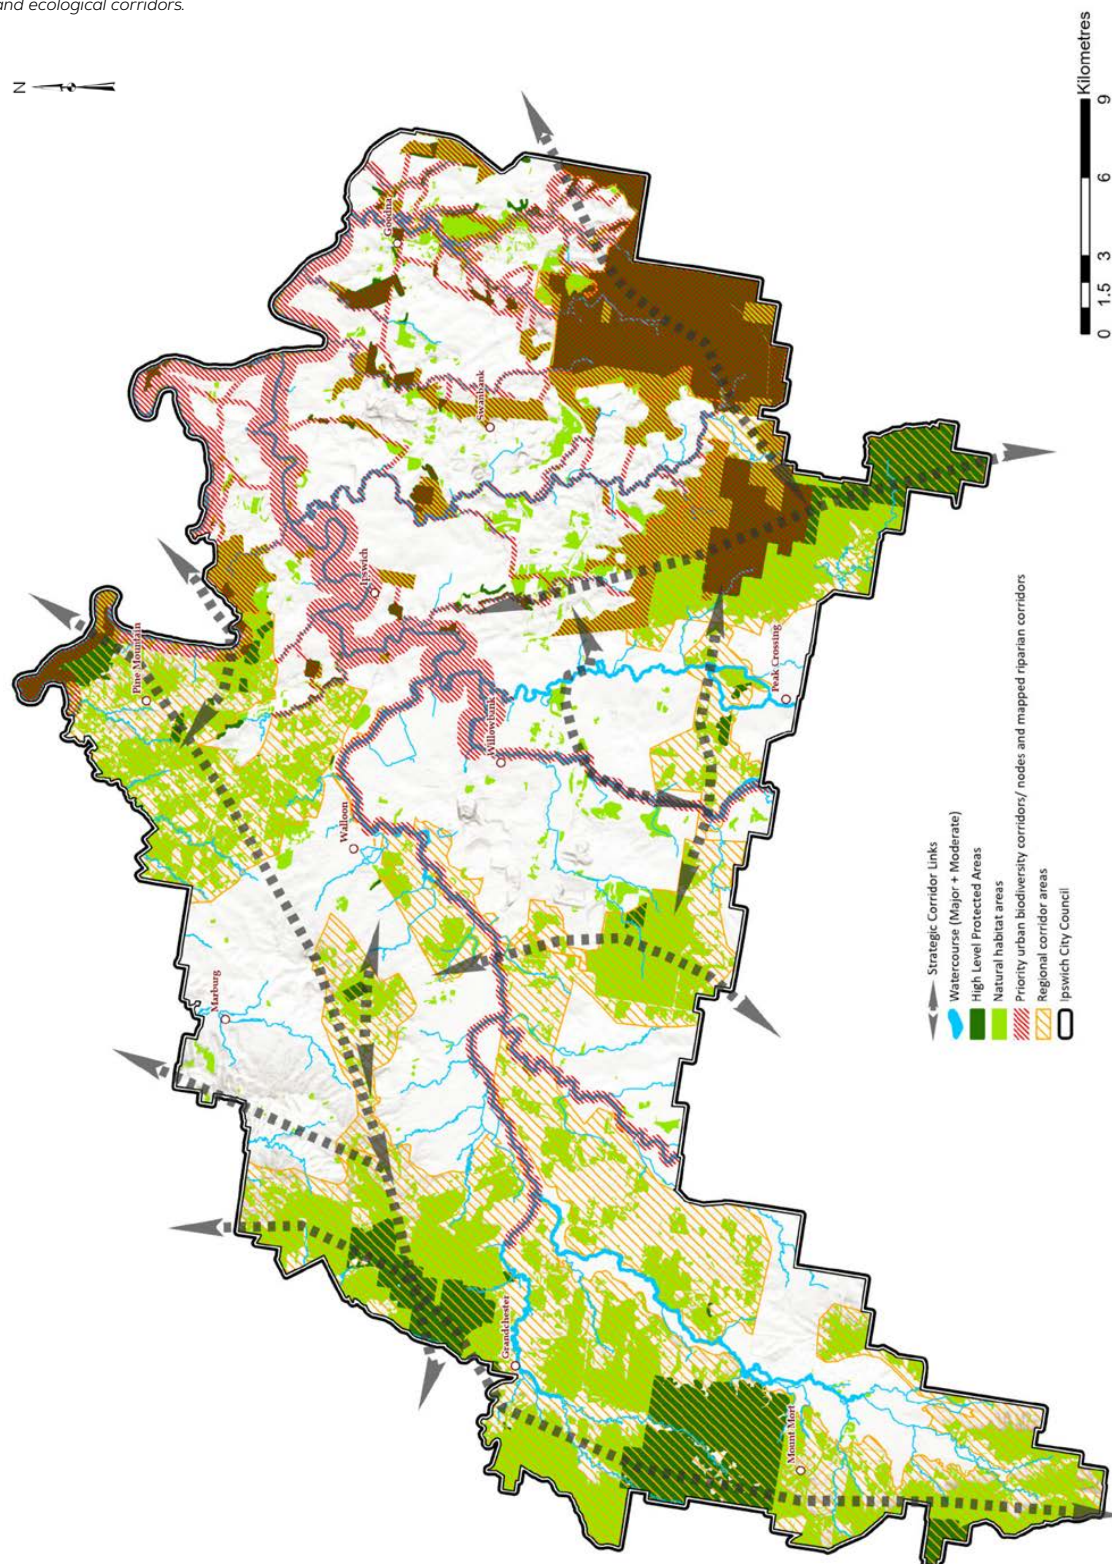 and ecological corridors.
N
Kilometres
0 1.5 3 6 9
Goodna
Swanbank
Ipswich
Pine Mountain
Willowbank
Peak Crossing
Walloon
Marburg
Grandchester
Mount Mort
Strategic Corridor Links
Watercourse (Major + Moderate)
High Level Protected Areas
Natural habitat areas
Priority urban biodiversity corridors/ nodes and mapped riparian corridors
Regional corridor areas
Ipswich City Council